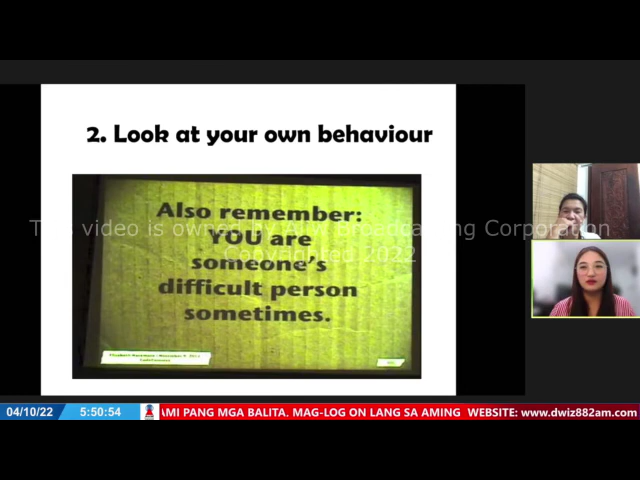 2. Look at your own behaviour
Also remember:
YOU are
someone's
difficult person
sometimes.
This video is owned by ALW Broadcasting Corporation
Copyrighted 2022
04/10/22
5:50:54
AMI PANG MGA BALITA. MAG-LOG ON LANG SA AMING WEBSITE: www.dwiz882am.com